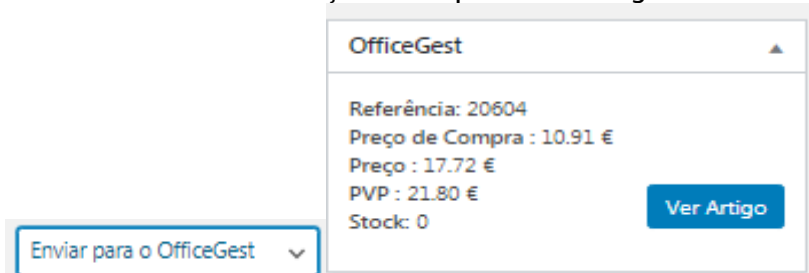 OfficeGest
Referência: 20604
Preço de Compra : 10.91 €
Preço : 17.72 €
PVP : 21.80 €
Stock: 0
Ver Artigo
Enviar para o OfficeGest